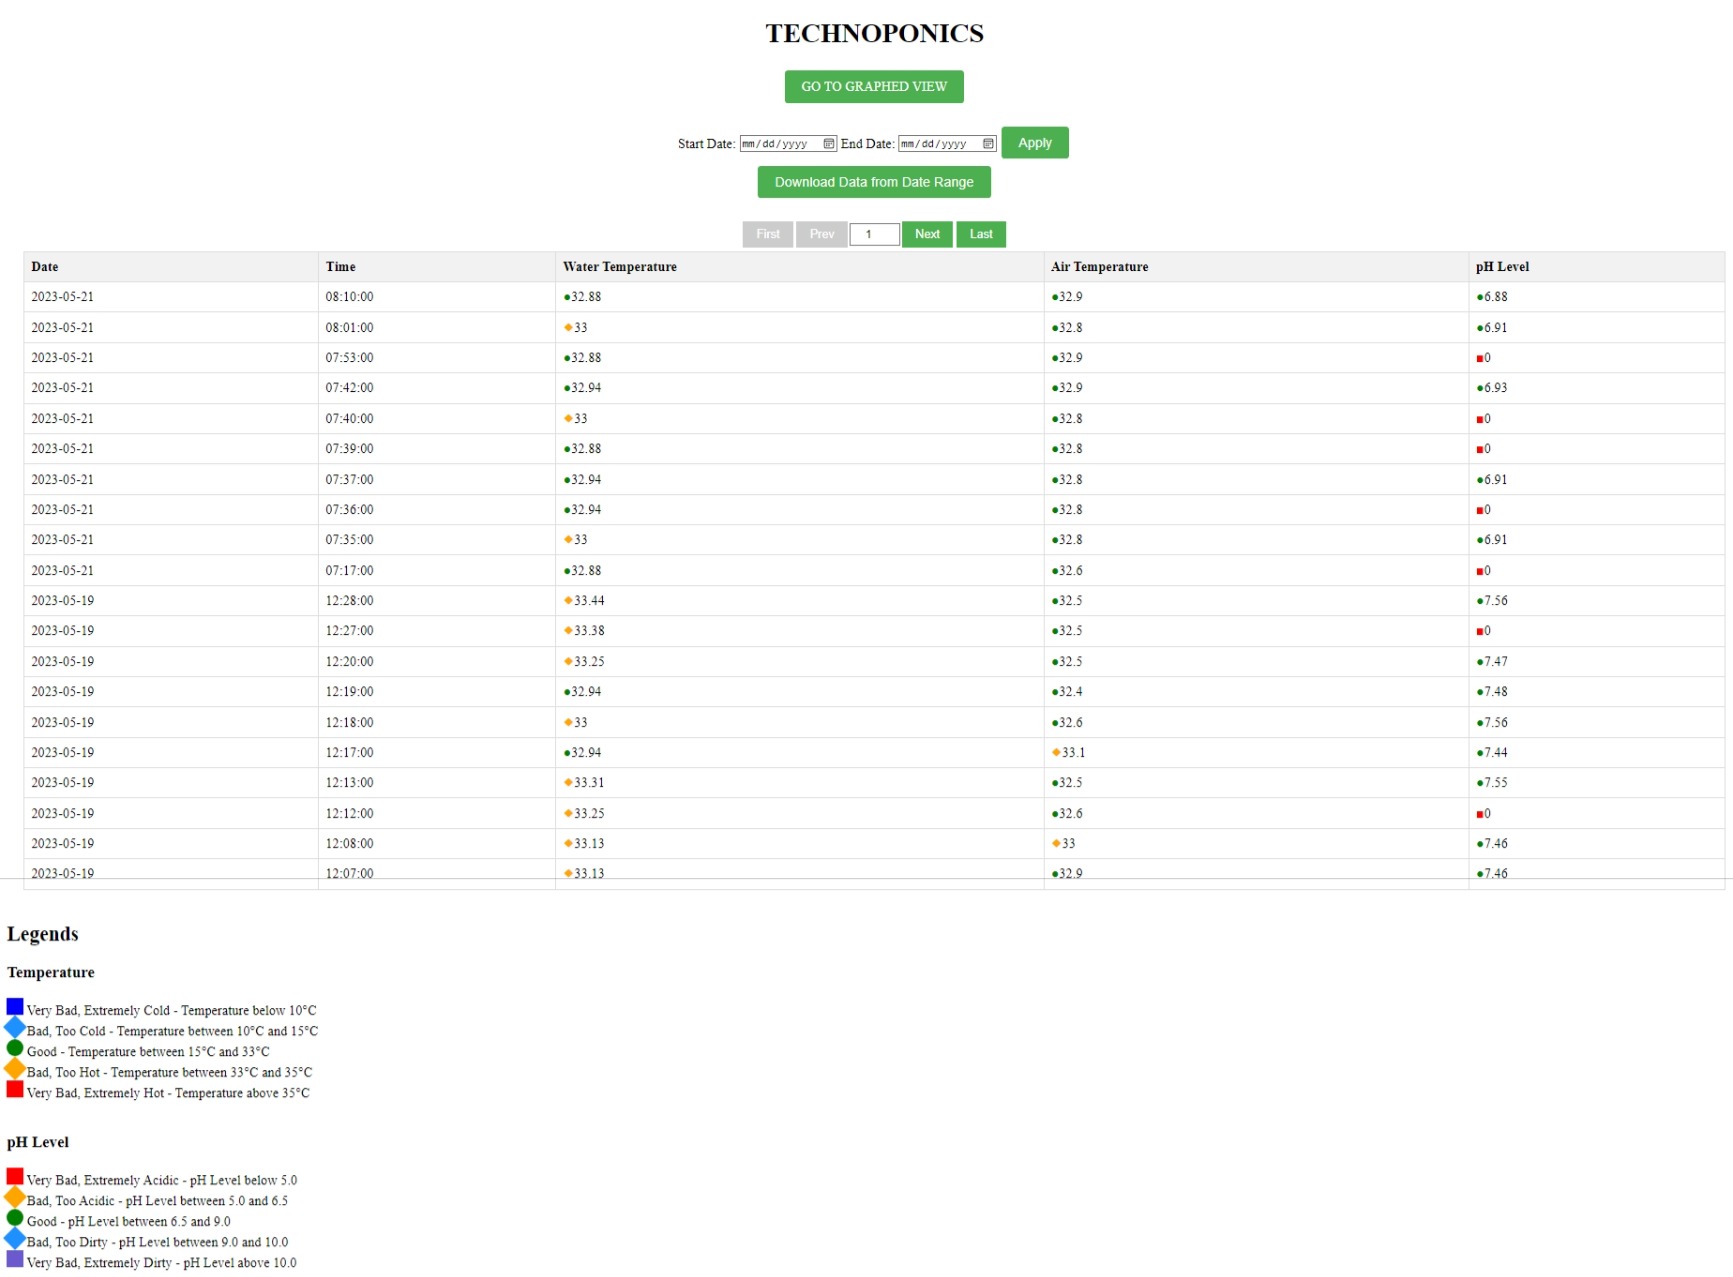 TECHNOPONICS
GO TO GRAPHED VIEW
Start Date: mm/dd/yyyy End Date: mm/dd/yyyy Apply
Download Data from Date Range
First Prev 1 Next Last
Date Time Water Temperature Air Temperature pH Level
2023-05-21 08:10:00 32.88 32.9 6.88
2023-05-21 08:01:00 33 32.8 6.91
2023-05-21 07:53:00 32.88 32.9 0
2023-05-21 07:42:00 32.94 32.9 6.93
2023-05-21 07:40:00 33 32.8 0
2023-05-21 07:39:00 32.88 32.8 0
2023-05-21 07:37:00 32.94 32.8 6.91
2023-05-21 07:36:00 32.94 32.8 0
2023-05-21 07:35:00 33 32.8 6.91
2023-05-21 07:17:00 32.88 32.6 0
2023-05-19 12:28:00 33.44 32.5 7.56
2023-05-19 12:27:00 33.38 32.5 0
2023-05-19 12:20:00 33.25 32.5 7.47
2023-05-19 12:19:00 32.94 32.4 7.48
2023-05-19 12:18:00 33 32.6 7.56
2023-05-19 12:17:00 32.94 33.1 7.44
2023-05-19 12:13:00 33.31 32.5 7.55
2023-05-19 12:12:00 33.25 32.6 0
2023-05-19 12:08:00 33.13 33 7.46
2023-05-19 12:07:00 33.13 32.9 7.46
Legends
Temperature
Very Bad, Extremely Cold - Temperature below 10°C
Bad, Too Cold - Temperature between 10°C and 15°C
Good - Temperature between 15°C and 33°C
Bad, Too Hot - Temperature between 33°C and 35°C
Very Bad, Extremely Hot - Temperature above 35°C
pH Level
Very Bad, Extremely Acidic - pH Level below 5.0
Bad, Too Acidic - pH Level between 5.0 and 6.5
Good - pH Level between 6.5 and 9.0
Bad, Too Dirty - pH Level between 9.0 and 10.0
Very Bad, Extremely Dirty - pH Level above 10.0